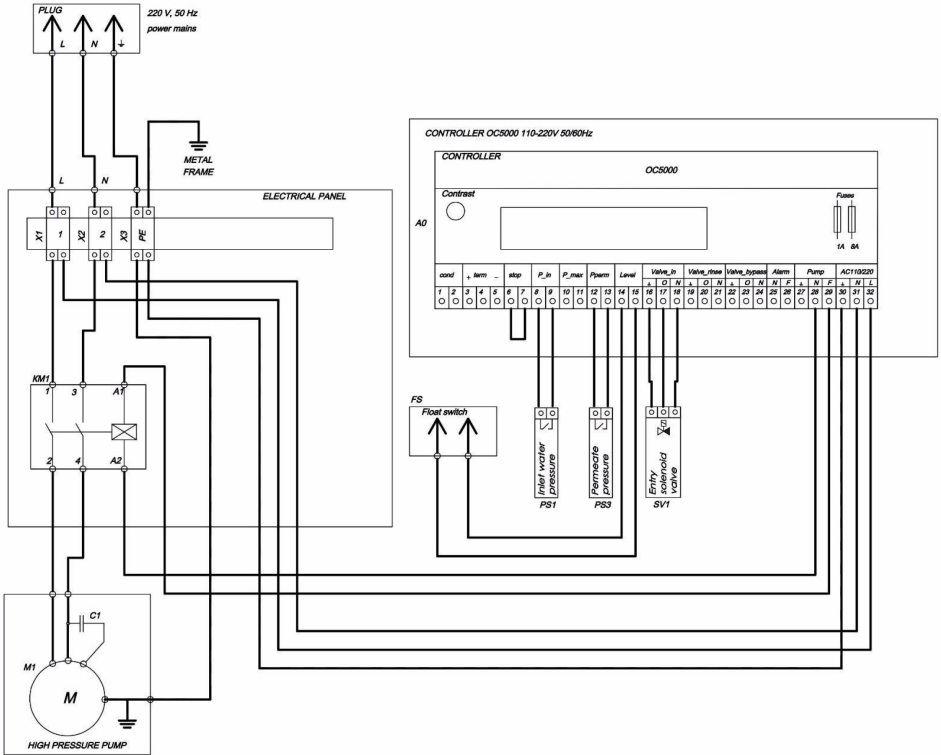 PLUG
220 V, 50 Hz
power mains
L N
METAL
FRAME
CONTROLLER OC5000 110-220V 50/60Hz
CONTROLLER
OC5000
L N
ELECTRICAL PANEL
Contrast
Fuses
A0
X1 1 X2 2 X3 PE
1A 8A
cond + term - stop P_in P_max Pperm Level Valve_in Valve_rinse Valve_bypass Alarm Pump AC110/220
O N O N O N N F N F N L
1 2 3 4 5 6 7 8 9 10 11 12 13 14 15 16 17 18 19 20 21 22 23 24 25 26 27 28 29 30 31 32
KM1
1 3 A1
FS
Float switch
2 4 A2
Inlet water
pressure
Permeate
pressure
Entry
solenoid
valve
PS1 PS3 SV1
C1
M1
M
HIGH PRESSURE PUMP